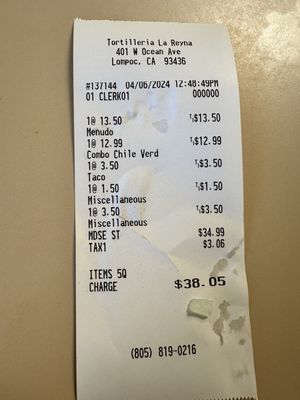 Tortilleria La Reyna
401 W Ocean Ave
Lompoc, CA 93436
#137144 04/06/2024 12:48:49PM
01 CLERK01 000000
1@ 13.50 T₁$13.50
Menudo
1@ 12.99 T₁$12.99
Combo Chile Verd
1@ 3.50 T₁$3.50
Taco
1@ 1.50 T₁$1.50
Miscellaneous
1@ 3.50 T₁$3.50
Miscellaneous
MDSE ST $34.99
TAX1 $3.06
ITEMS 5Q
CHARGE $38.05
(805) 819-0216